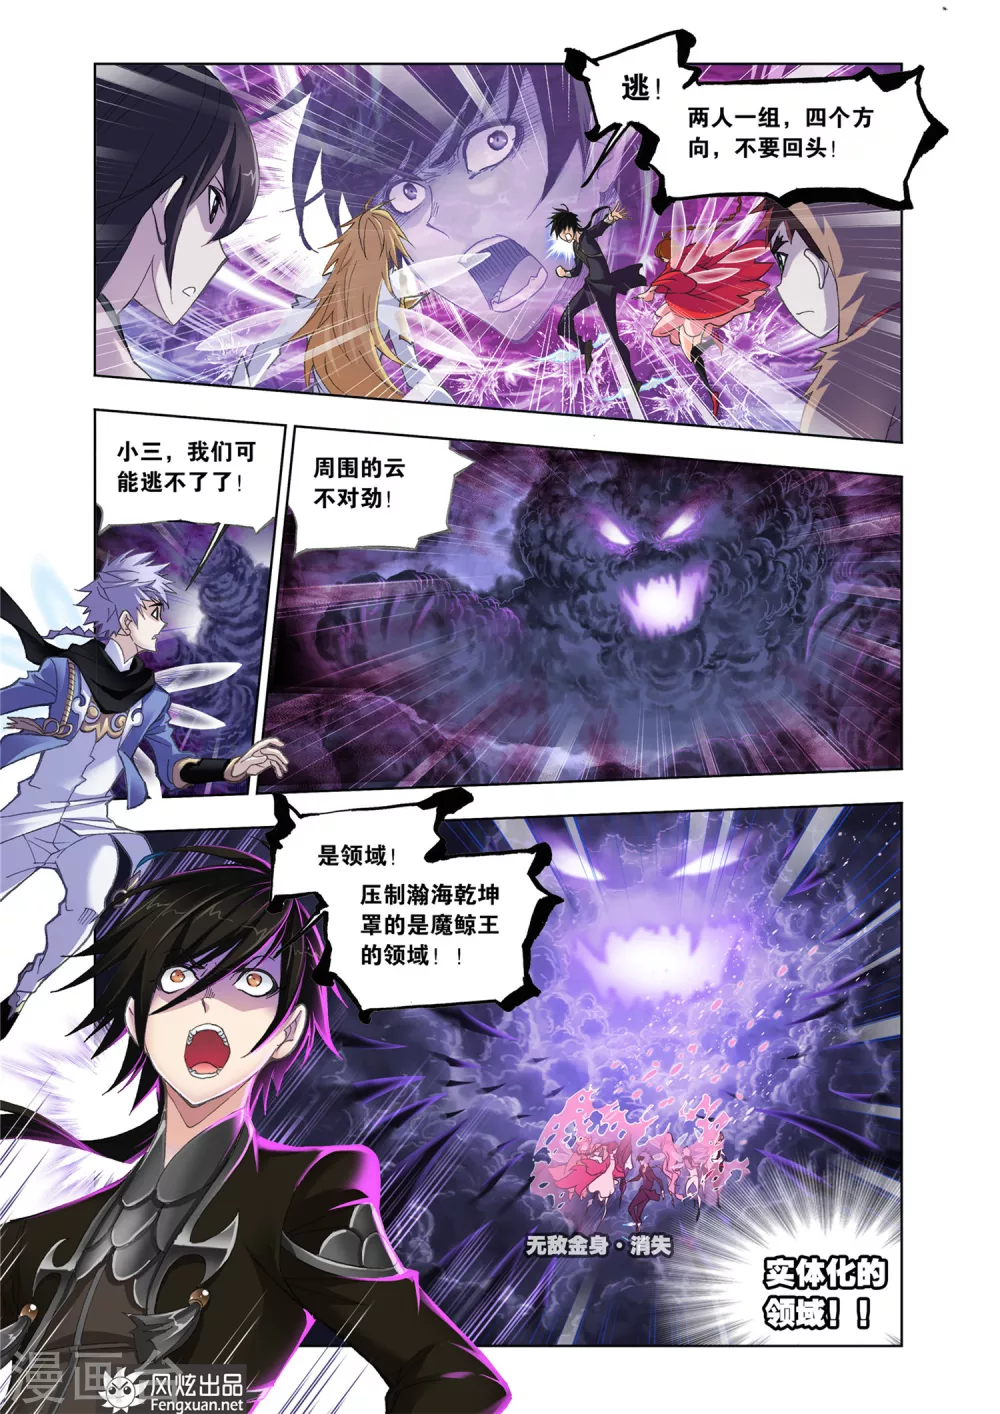 逃！
两人一组，四个方
向，不要回头！
小三，我们可
能逃不了了！
周围的云
不对劲！
是领域！
压制瀚海乾坤
罩的是魔鲸王
的领域！！
无敌金身·消失
实体化的
领域！！
漫画台
风炫出品
Fengxuan.net